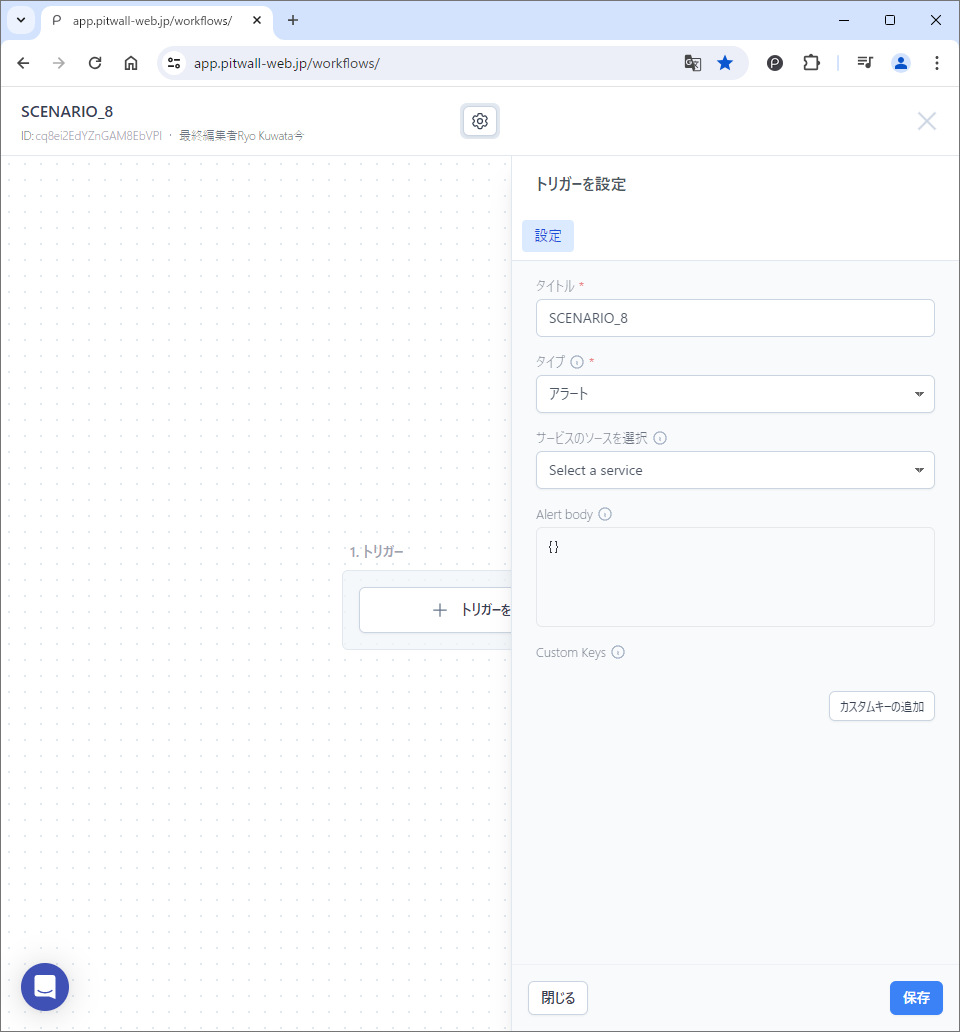 app.pitwall-web.jp/workflows/
app.pitwall-web.jp/workflows/
SCENARIO_8
ID:cq8ei2EdYZnGAM8EbVPI · 最終編集者Ryo Kuwata今
トリガーを設定
設定
タイトル *
SCENARIO_8
タイプ *
アラート
サービスのソースを選択
Select a service
Alert body
{}
1. トリガー
トリガーを
Custom Keys
カスタムキーの追加
閉じる
保存